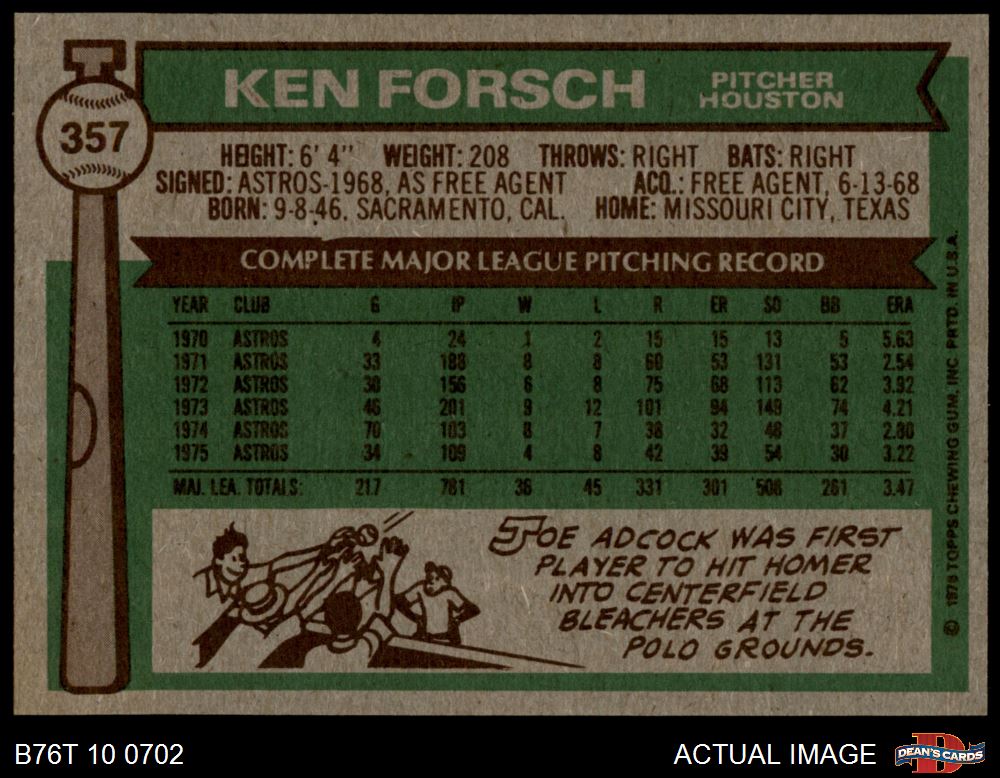 KEN FORSCH PITCHER HOUSTON
357
HEIGHT: 6' 4" WEIGHT: 208 THROWS: RIGHT BATS: RIGHT
SIGNED: ASTROS-1968, AS FREE AGENT ACQ.: FREE AGENT, 6-13-68
BORN: 9-8-46, SACRAMENTO, CAL. HOME: MISSOURI CITY, TEXAS
COMPLETE MAJOR LEAGUE PITCHING RECORD
YEAR CLUB G IP W L R ER SO BB ERA
1970 ASTROS 4 24 1 2 15 15 13 5 5.63
1971 ASTROS 33 188 8 8 60 53 131 53 2.54
1972 ASTROS 30 156 6 8 75 68 113 62 3.92
1973 ASTROS 46 201 9 12 101 94 149 74 4.21
1974 ASTROS 70 103 8 7 38 32 48 37 2.80
1975 ASTROS 34 109 4 8 42 39 54 30 3.22
MAJ. LEA. TOTALS: 217 781 36 45 331 301 508 261 3.47
JOE ADCOCK WAS FIRST
PLAYER TO HIT HOMER
INTO CENTERFIELD
BLEACHERS AT THE
POLO GROUNDS.
© 1976 TOPPS CHEWING GUM, INC PRTD. IN U.S.A.
B76T 10 0702 ACTUAL IMAGE DEAN'S CARDS